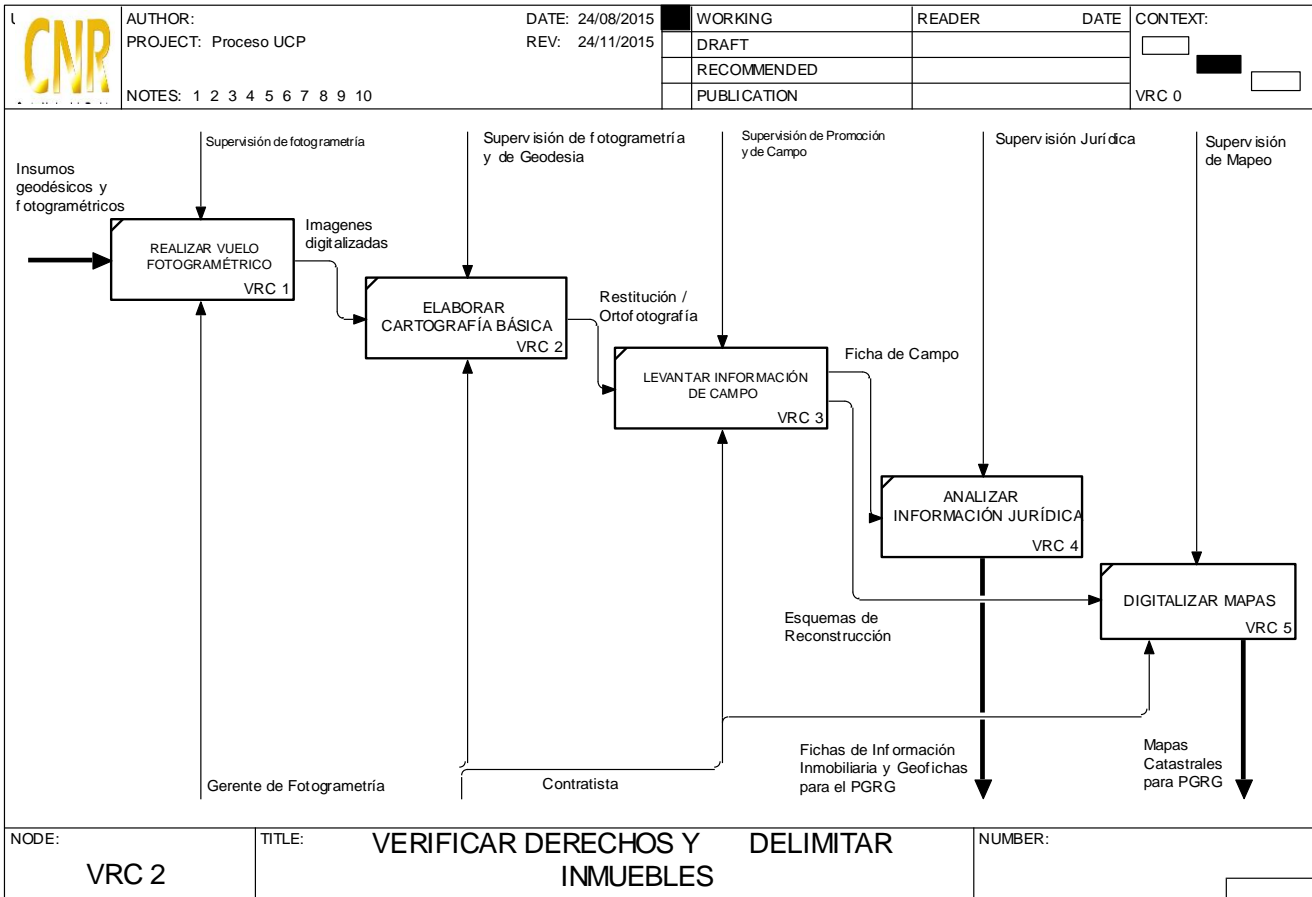 CNR
AUTHOR:
DATE: 24/08/2015
PROJECT: Proceso UCP
REV: 24/11/2015
NOTES: 1 2 3 4 5 6 7 8 9 10
WORKING
DRAFT
RECOMMENDED
PUBLICATION
READER
DATE
CONTEXT:
VRC 0
Supervisión de fotogrametría
Supervisión de fotogrametría
y de Geodesia
Supervisión de Promoción
y de Campo
Supervisión Jurídica
Supervisión
de Mapeo
Insumos
geodésicos y
fotogramétricos
REALIZAR VUELO
FOTOGRAMÉTRICO
VRC 1
Imagenes
digitalizadas
ELABORAR
CARTOGRAFÍA BÁSICA
VRC 2
Restitución /
Ortofotografía
LEVANTAR INFORMACIÓN
DE CAMPO
VRC 3
Ficha de Campo
ANALIZAR
INFORMACIÓN JURÍDICA
VRC 4
DIGITALIZAR MAPAS
VRC 5
Esquemas de
Reconstrucción
Gerente de Fotogrametría
Contratista
Fichas de Información
Inmobiliaria y Geofichas
para el PGRG
Mapas
Catastrales
para PGRG
NODE:
VRC 2
TITLE:
VERIFICAR DERECHOS Y DELIMITAR
INMUEBLES
NUMBER: